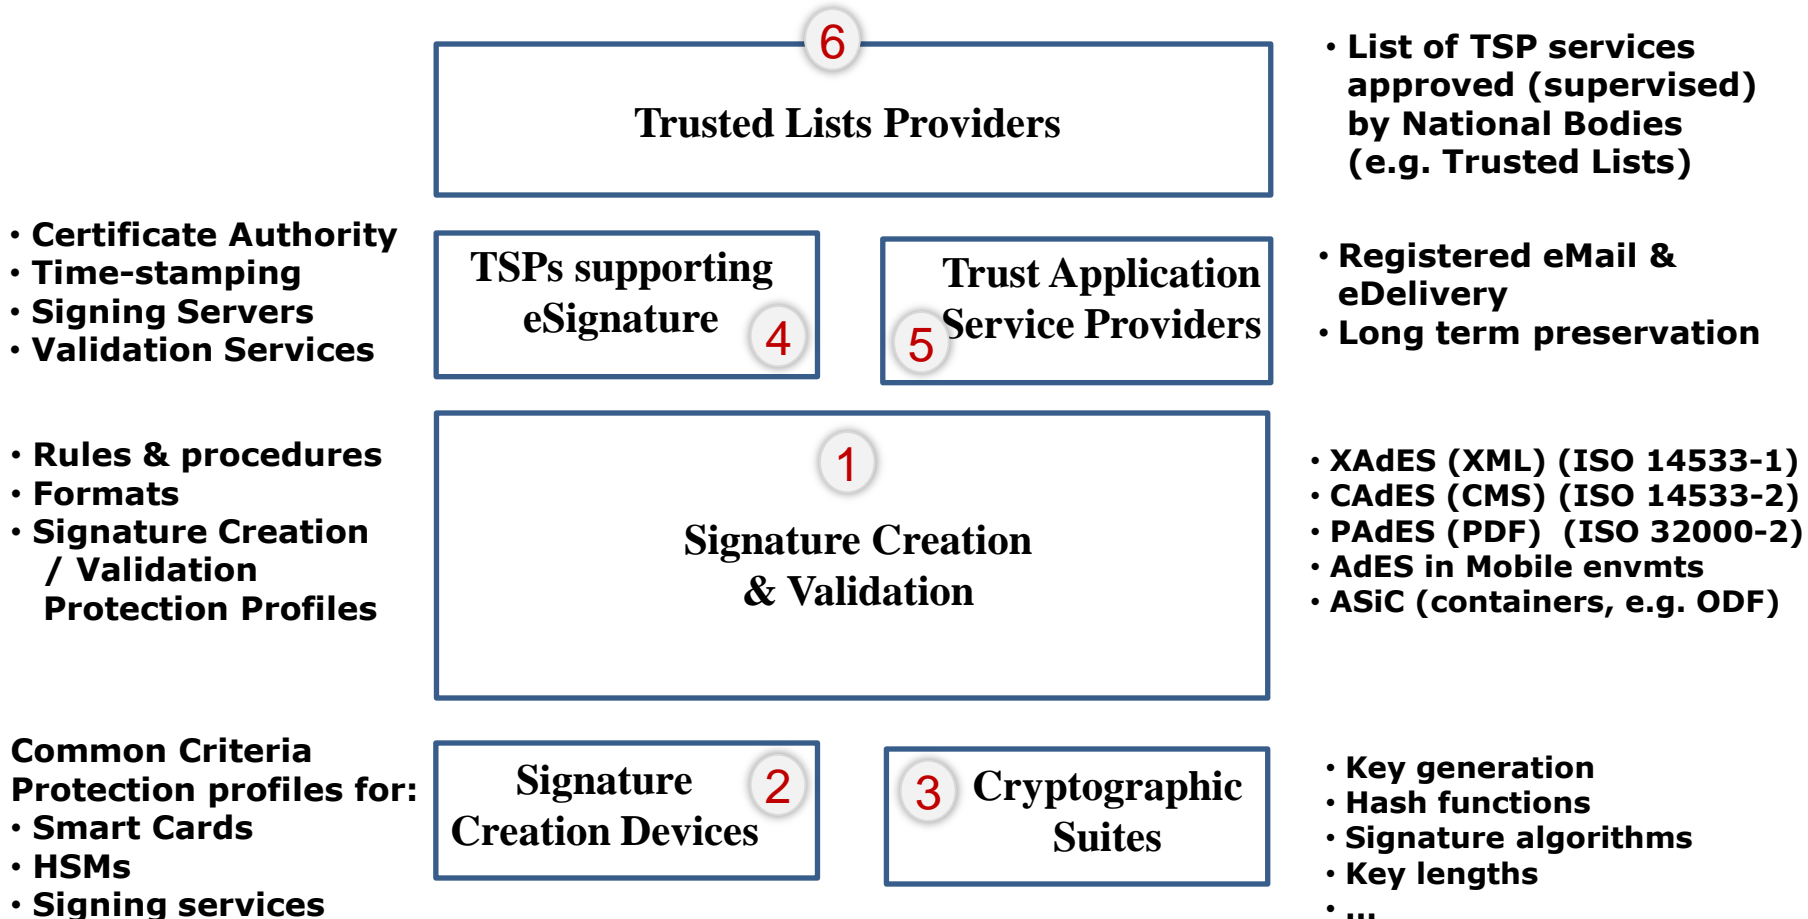 6
Trusted Lists Providers
• List of TSP services
approved (supervised)
by National Bodies
(e.g. Trusted Lists)
• Certificate Authority
• Time-stamping
• Signing Servers
• Validation Services
TSPs supporting
eSignature
4
Trust Application
Service Providers
5
• Registered eMail &
eDelivery
• Long term preservation
• Rules & procedures
• Formats
• Signature Creation
/ Validation
Protection Profiles
1
Signature Creation
& Validation
• XAdES (XML) (ISO 14533-1)
• CAdES (CMS) (ISO 14533-2)
• PAdES (PDF) (ISO 32000-2)
• AdES in Mobile envmts
• ASiC (containers, e.g. ODF)
Common Criteria
Protection profiles for:
• Smart Cards
• HSMs
• Signing services
Signature
Creation Devices
2
3
Cryptographic
Suites
• Key generation
• Hash functions
• Signature algorithms
• Key lengths
• ...